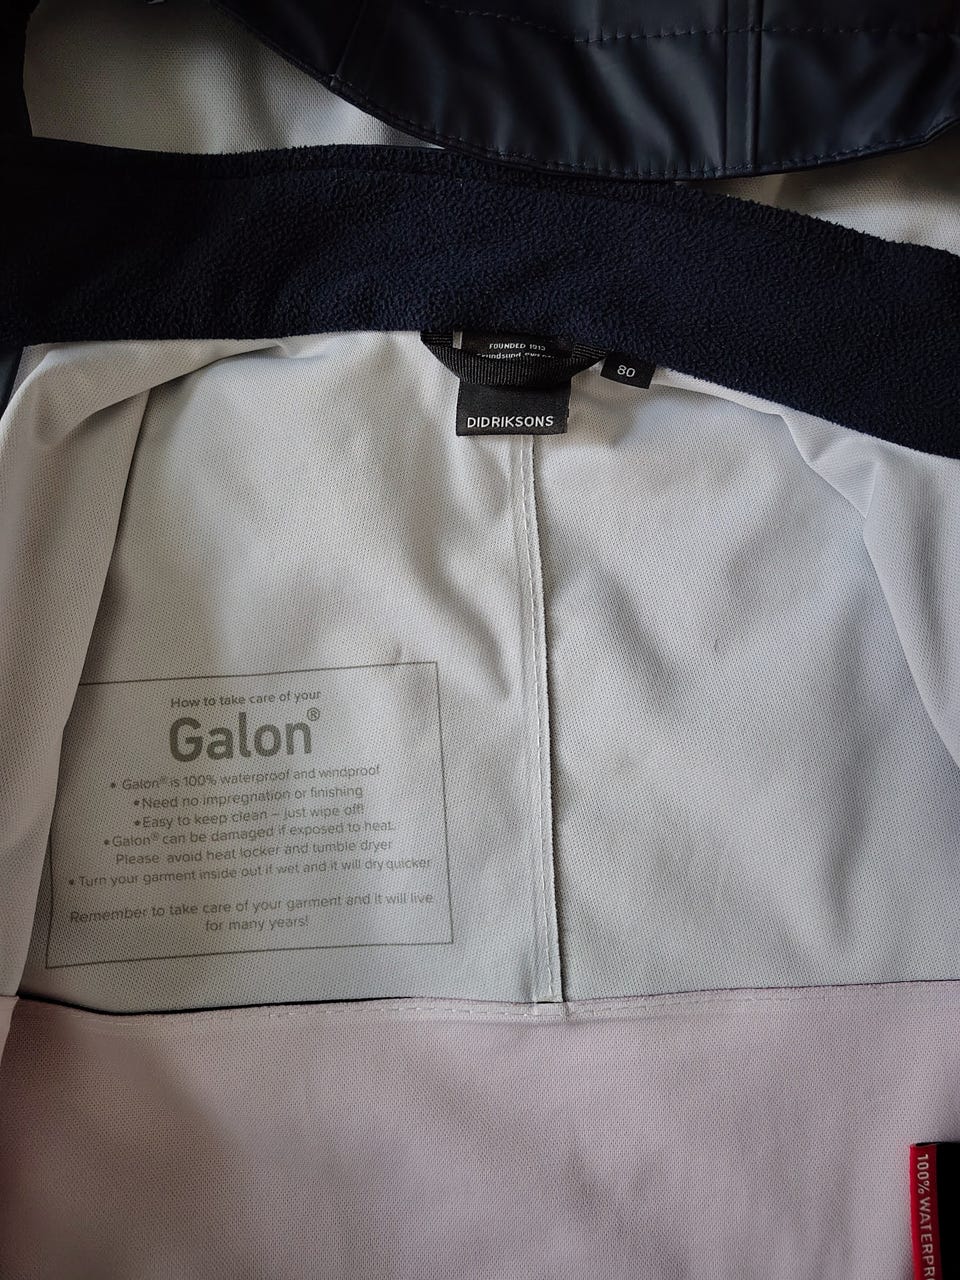 FOUNDED 1913
80
DIDRIKSONS
How to take care of your
Galon®
• Galon® is 100% waterproof and windproof
• Need no impregnation or finishing
• Easy to keep clean – just wipe off!
• Galon® can be damaged if exposed to heat.
Please avoid heat locker and tumble dryer
• Turn your garment inside out if wet and it will dry quicker
Remember to take care of your garment and it will live
for many years!
100% WATERPR